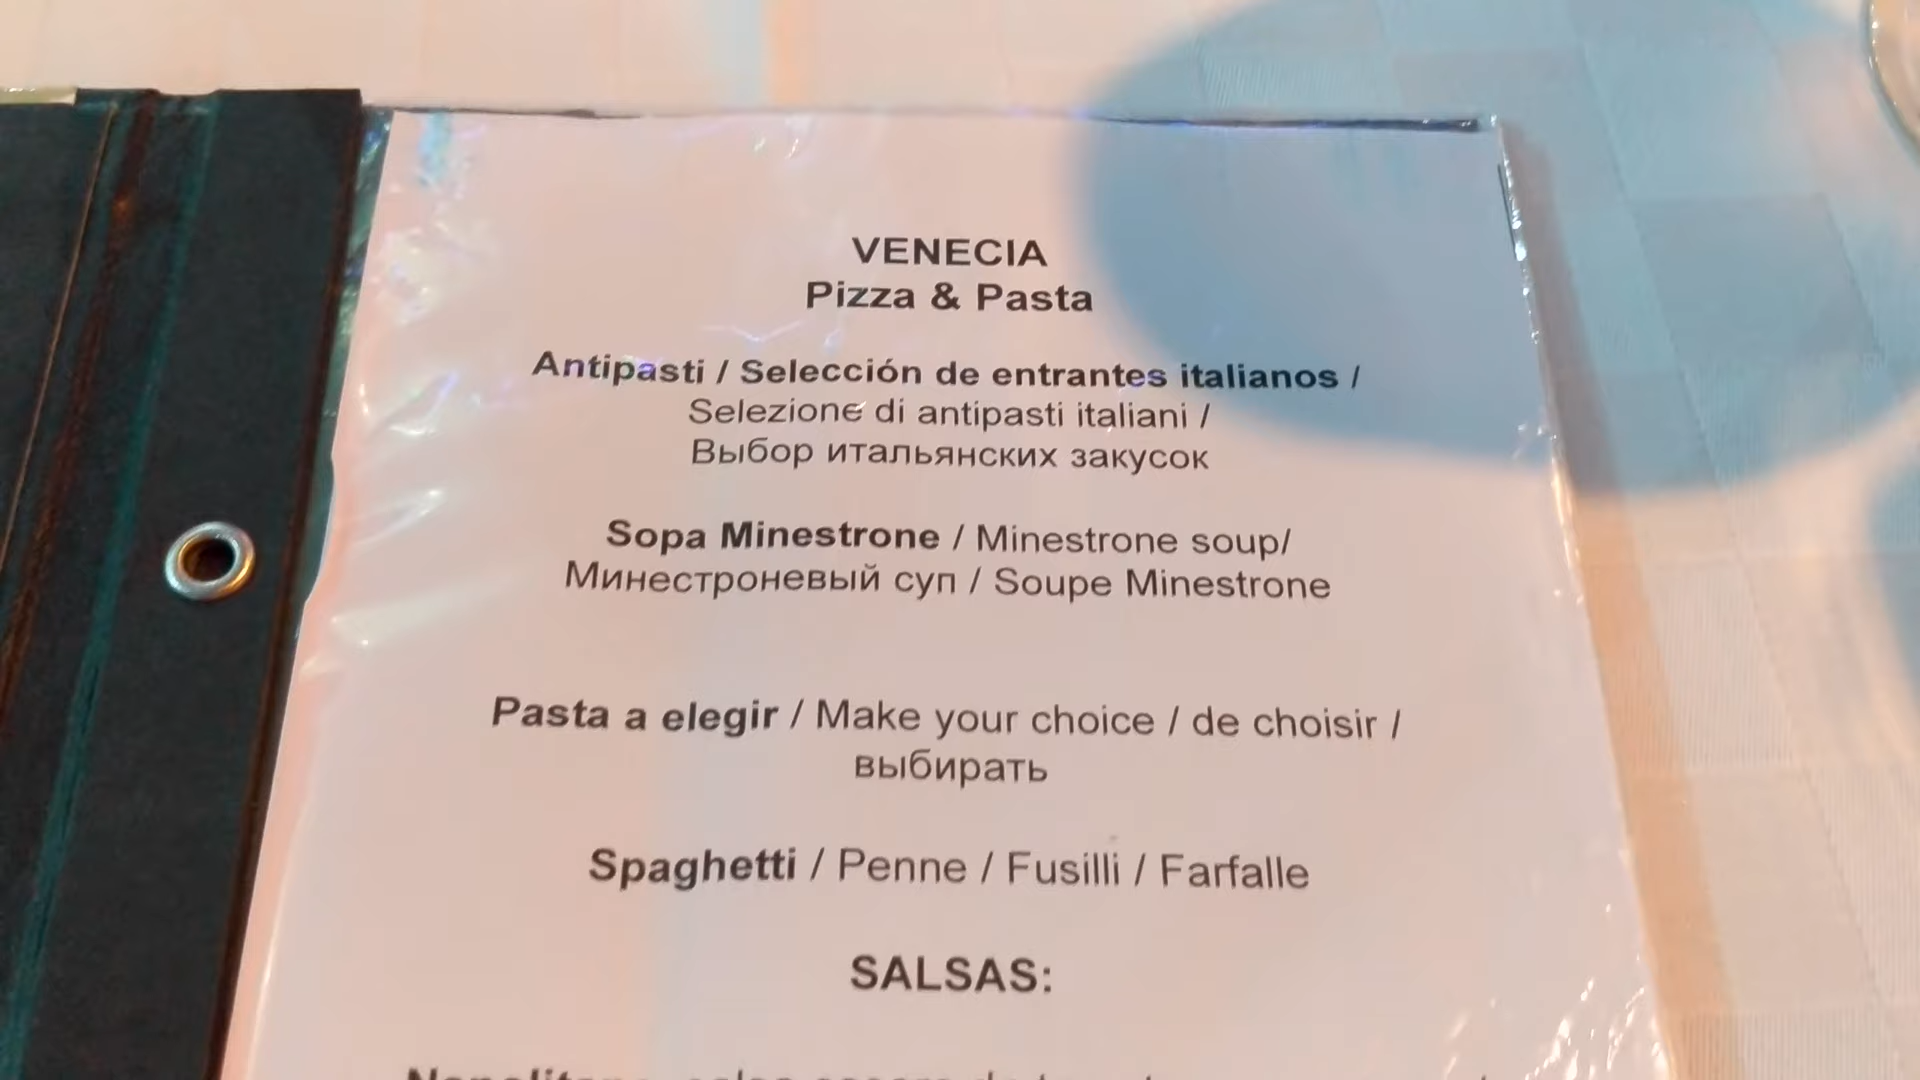 VENECIA
Pizza & Pasta
Antipasti / Selección de entrantes italianos /
Selezione di antipasti italiani /
Выбор итальянских закусок
Sopa Minestrone / Minestrone soup/
Минестроневый суп / Soupe Minestrone
Pasta a elegir / Make your choice / de choisir /
выбирать
Spaghetti / Penne / Fusilli / Farfalle
SALSAS: